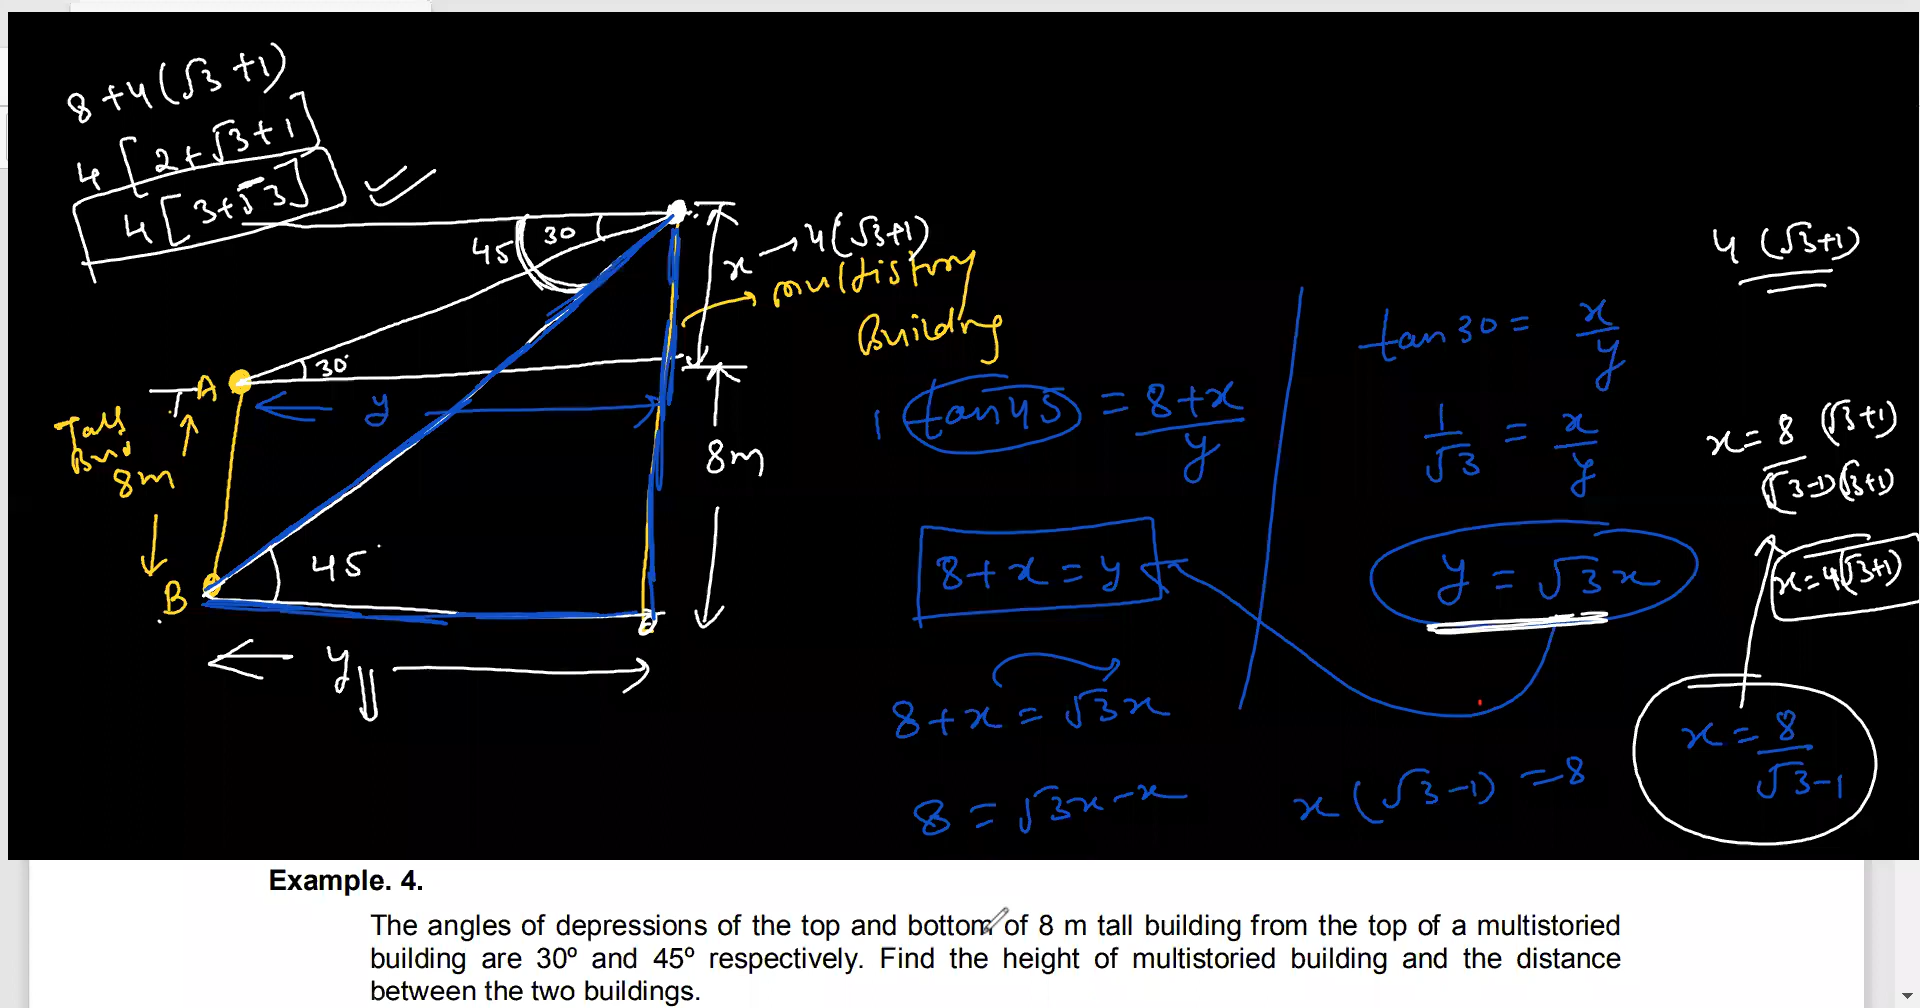 8+4(√3+1)
4[2+√3+1]
4[3+√3]
45
30
x → 4(√3+1)
multistory
Building
A
30°
y
Tall
8m
8m
B
45°
y
tan45 = 8+x/y
1
8+x=y
8+x=√3x
8=√3x-x
tan30= x/y
1/√3 = x/y
y=√3x
x(√3-1)=8
4(√3+1)
x=8(√3+1)/(√3-1)(√3+1)
x=4(√3+1)
x=8/√3-1
Example. 4.
The angles of depressions of the top and bottom of 8 m tall building from the top of a multistoried
building are 30º and 45º respectively. Find the height of multistoried building and the distance
between the two buildings.